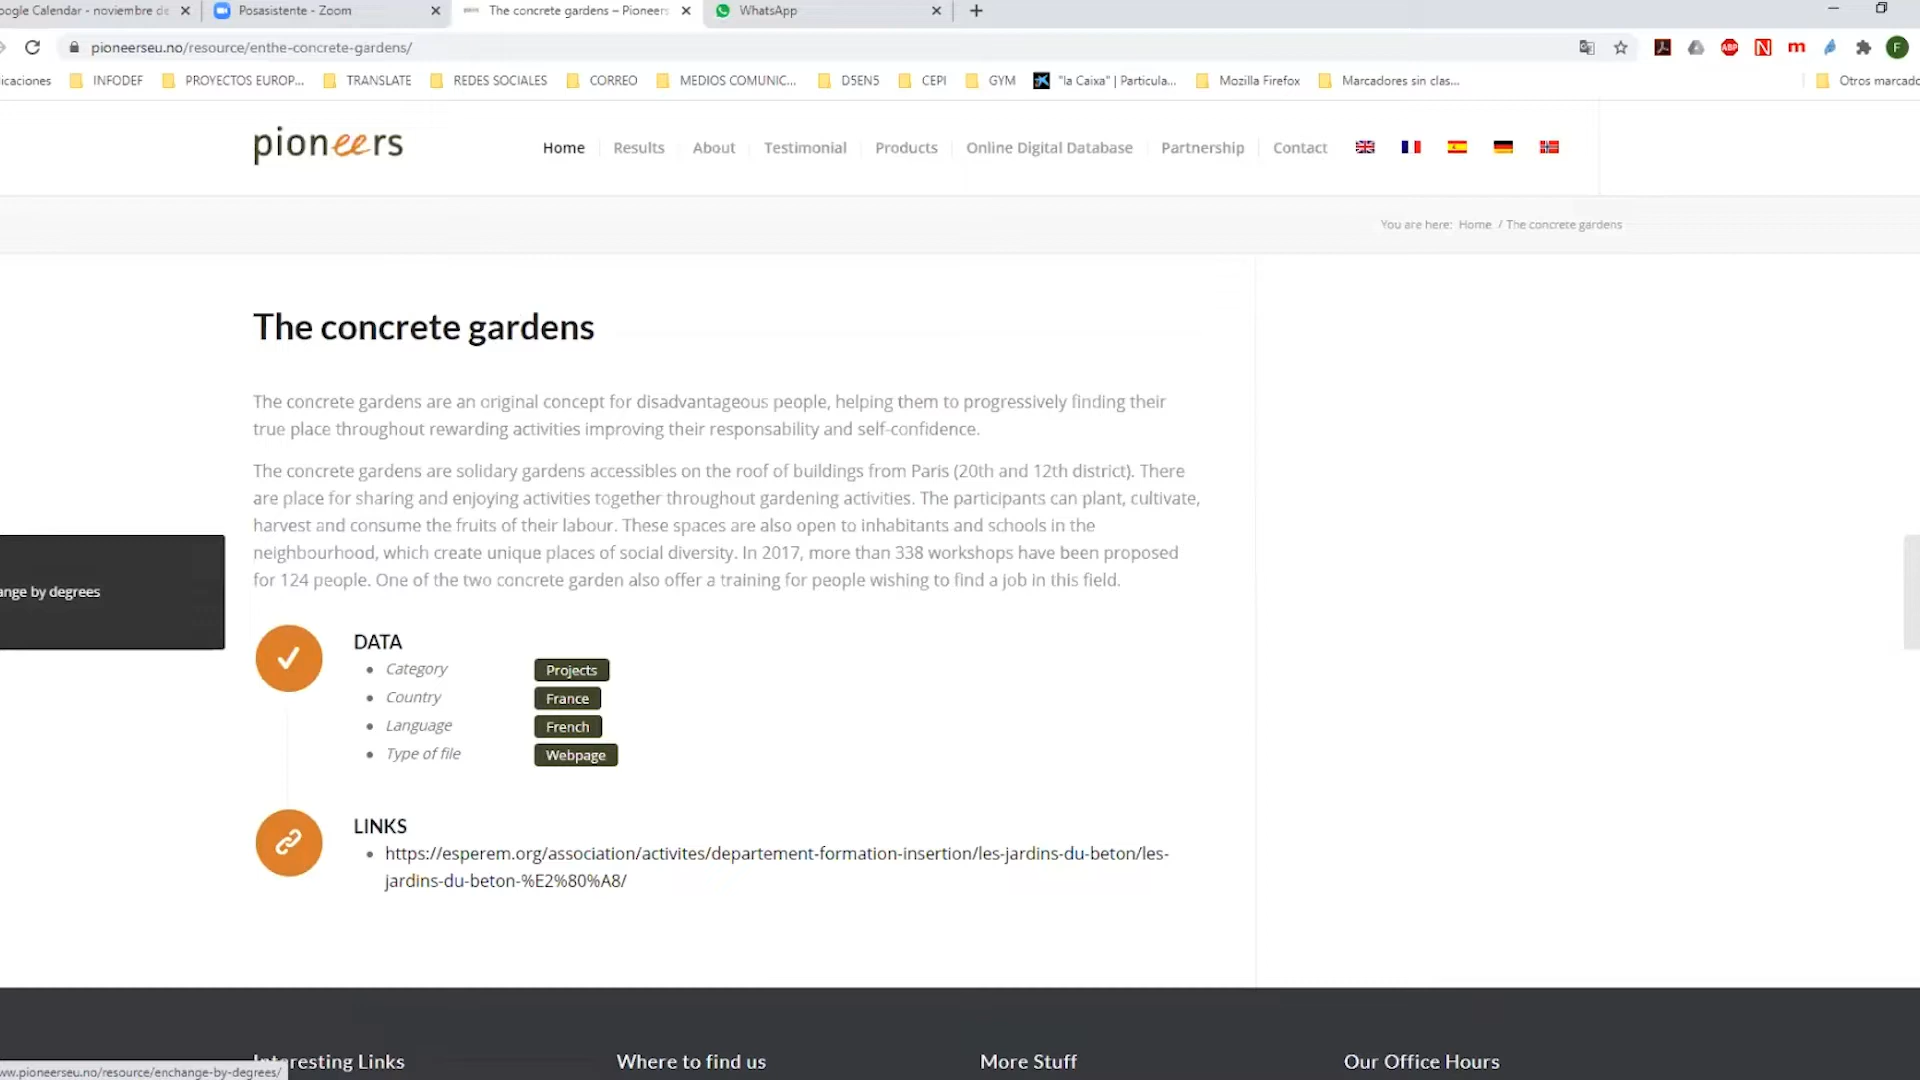 oogle Calendar - noviembre de
Posasistente - Zoom
The concrete gardens – Pioneers
WhatsApp
pioneerseu.no/resource/enthe-concrete-gardens/
ABP
N
m
F
licaciones
INFODEF
PROYECTOS EUROP...
TRANSLATE
REDES SOCIALES
CORREO
MEDIOS COMUNIC...
D5EN5
CEPI
GYM
"la Caixa" | Particula...
Mozilla Firefox
Marcadores sin clas...
Otros marcado
pioneers
Home
Results
About
Testimonial
Products
Online Digital Database
Partnership
Contact
You are here: Home / The concrete gardens
The concrete gardens
The concrete gardens are an original concept for disadvantageous people, helping them to progressively finding their
true place throughout rewarding activities improving their responsability and self-confidence.
The concrete gardens are solidary gardens accessibles on the roof of buildings from Paris (20th and 12th district). There
are place for sharing and enjoying activities together throughout gardening activities. The participants can plant, cultivate,
harvest and consume the fruits of their labour. These spaces are also open to inhabitants and schools in the
neighbourhood, which create unique places of social diversity. In 2017, more than 338 workshops have been proposed
for 124 people. One of the two concrete garden also offer a training for people wishing to find a job in this field.
ange by degrees
DATA
Category Projects
Country France
Language French
Type of file Webpage
LINKS
https://esperem.org/association/activites/departement-formation-insertion/les-jardins-du-beton/les-
jardins-du-beton-%E2%80%A8/
Interesting Links
Where to find us
More Stuff
Our Office Hours
ww.pioneerseu.no/resource/enchange-by-degrees/